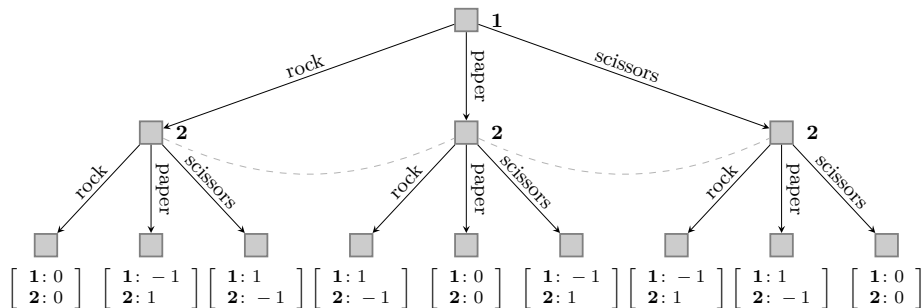 1
rock
paper
scissors
2
2
2
rock
paper
scissors
rock
paper
scissors
rock
paper
scissors
[ 1: 0 ] [ 1: −1 ] [ 1: 1 ] [ 1: 1 ] [ 1: 0 ] [ 1: −1 ] [ 1: −1 ] [ 1: 1 ] [ 1: 0 ]
[ 2: 0 ] [ 2: 1 ] [ 2: −1 ] [ 2: −1 ] [ 2: 0 ] [ 2: 1 ] [ 2: 1 ] [ 2: −1 ] [ 2: 0 ]